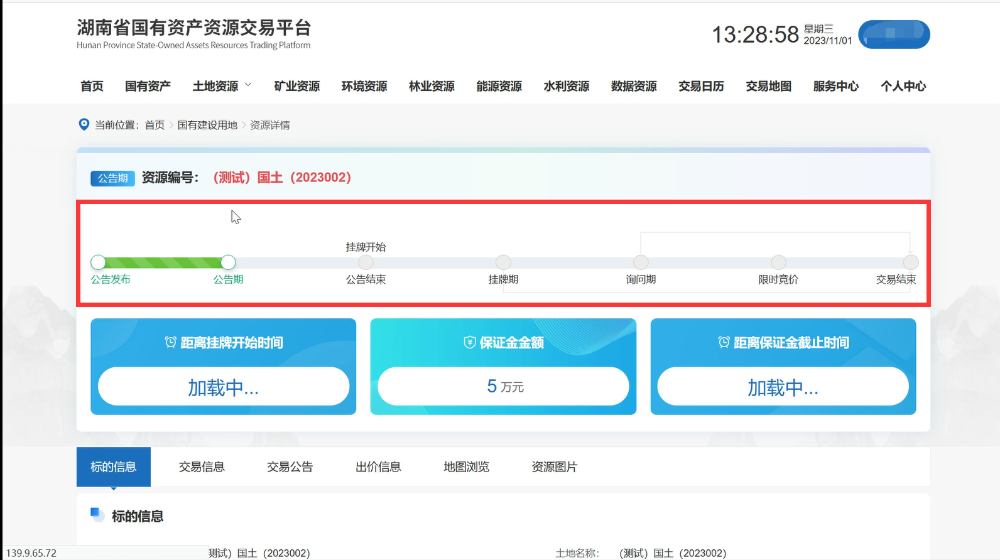 湖南省国有资产资源交易平台
Hunan Province State-Owned Assets Resources Trading Platform
13:28:58 星期三
2023/11/01
首页 国有资产 土地资源 矿业资源 环境资源 林业资源 能源资源 水利资源 数据资源 交易日历 交易地图 服务中心 个人中心
当前位置：首页 > 国有建设用地 > 资源详情
公告期 资源编号：（测试）国土（2023002）
挂牌开始
公告发布 公告期 公告结束 挂牌期 询问期 限时竞价 交易结束
距离挂牌开始时间 保证金金额 距离保证金截止时间
加载中... 5 万元 加载中...
标的信息 交易信息 交易公告 出价信息 地图浏览 资源图片
标的信息
139.9.65.72 测试）国土（2023002） 土地名称： （测试）国土（2023002）